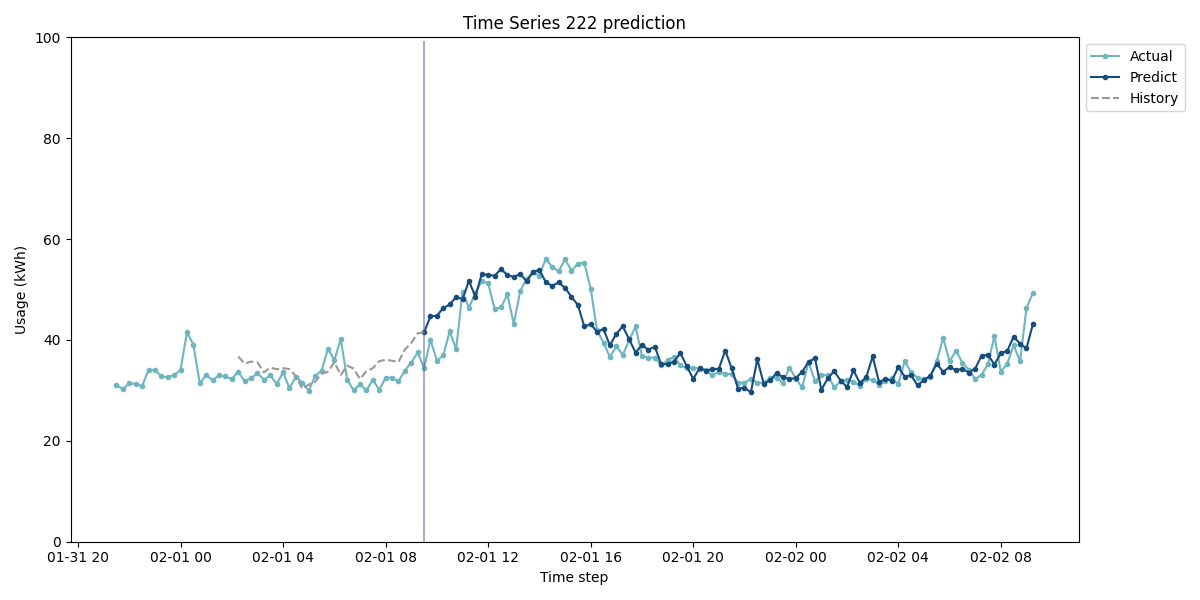 Time Series 222 prediction
Usage (kWh)
100
80
60
40
20
0
01-31 20
02-01 00
02-01 04
02-01 08
02-01 12
02-01 16
02-01 20
02-02 00
02-02 04
02-02 08
Time step
Actual
Predict
History